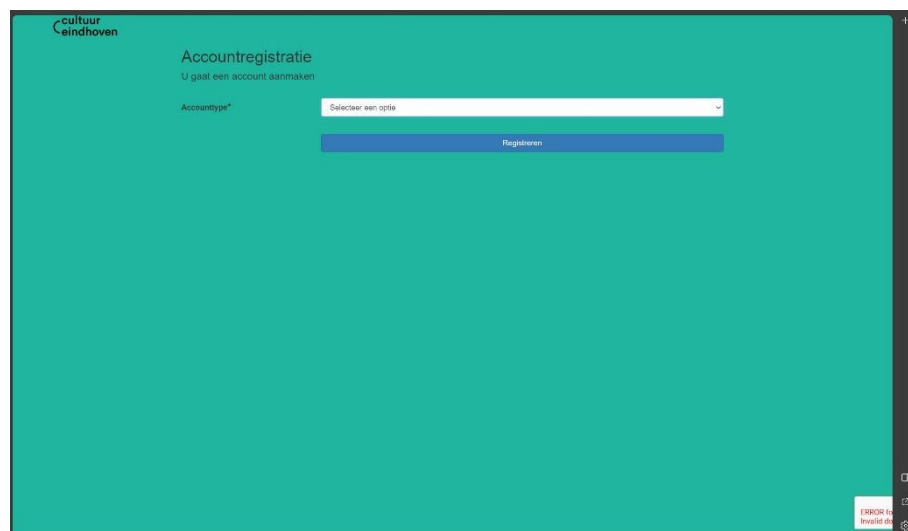 cultuur
eindhoven
Accountregistratie
U gaat een account aanmaken
Accounttype*
Selecteer een optie
Registreren
ERROR fo
Invalid do